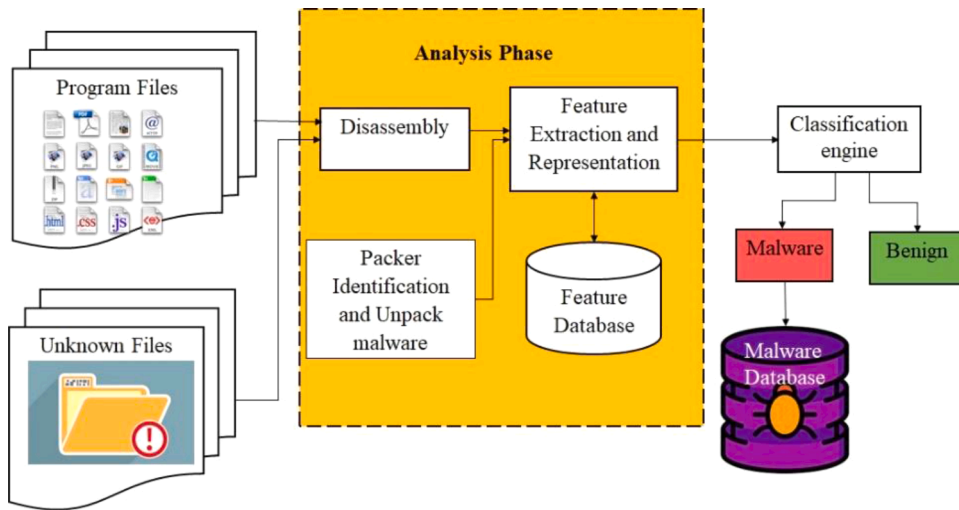 Analysis Phase
Program Files
PDF
@
.html
.css
.js
Disassembly
Feature
Extraction and
Representation
Classification
engine
Packer
Identification
and Unpack
malware
Feature
Database
Malware
Benign
Unknown Files
Malware
Database